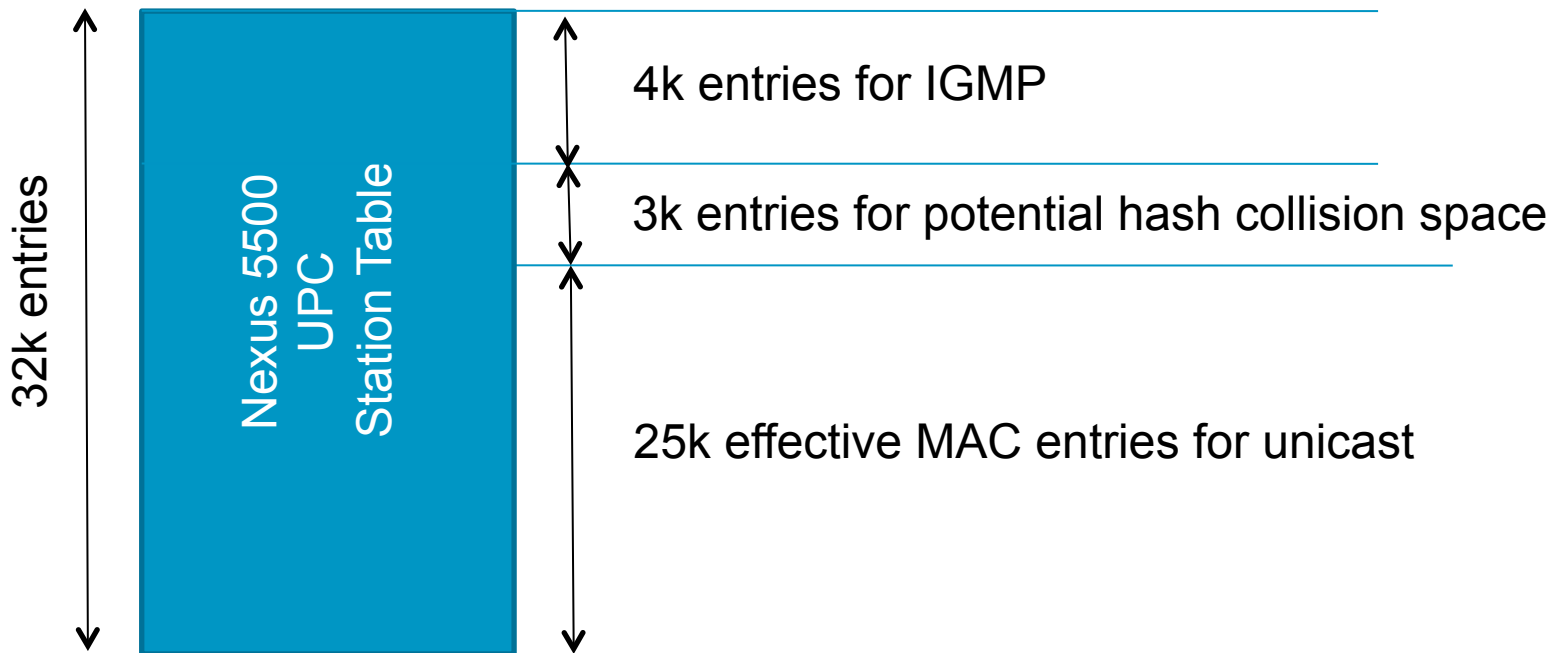 32k entries
Nexus 5500
UPC
Station Table
4k entries for IGMP
3k entries for potential hash collision space
25k effective MAC entries for unicast